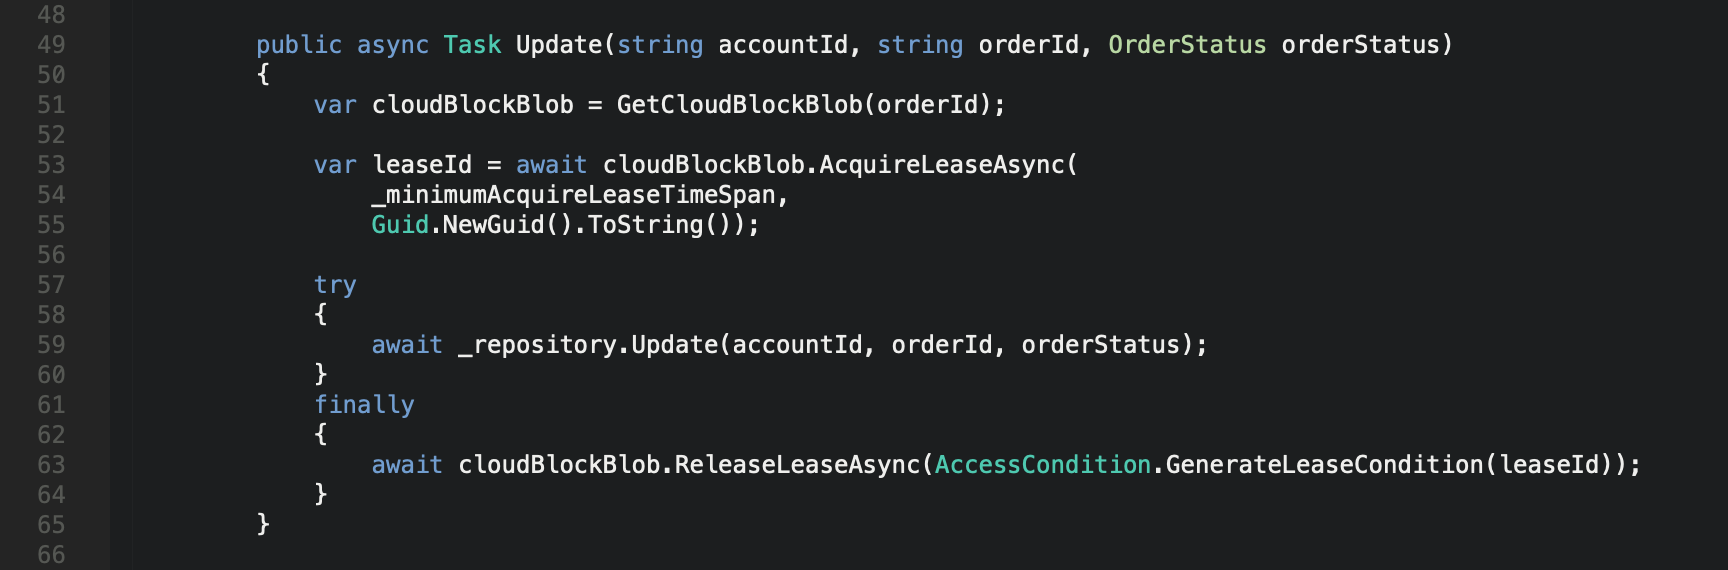 48
49 public async Task Update(string accountId, string orderId, OrderStatus orderStatus)
50 {
51 var cloudBlockBlob = GetCloudBlockBlob(orderId);
52
53 var leaseId = await cloudBlockBlob.AcquireLeaseAsync(
54 _minimumAcquireLeaseTimeSpan,
55 Guid.NewGuid().ToString());
56
57 try
58 {
59 await _repository.Update(accountId, orderId, orderStatus);
60 }
61 finally
62 {
63 await cloudBlockBlob.ReleaseLeaseAsync(AccessCondition.GenerateLeaseCondition(leaseId));
64 }
65 }
66